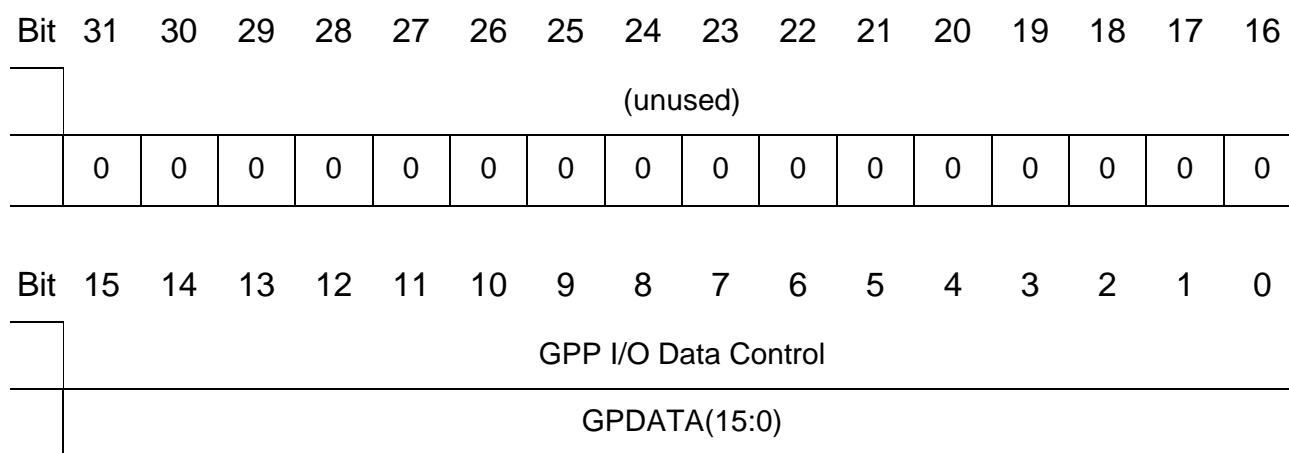 Bit 31 30 29 28 27 26 25 24 23 22 21 20 19 18 17 16
(unused)
0 0 0 0 0 0 0 0 0 0 0 0 0 0 0 0
Bit 15 14 13 12 11 10 9 8 7 6 5 4 3 2 1 0
GPP I/O Data Control
GPDATA(15:0)